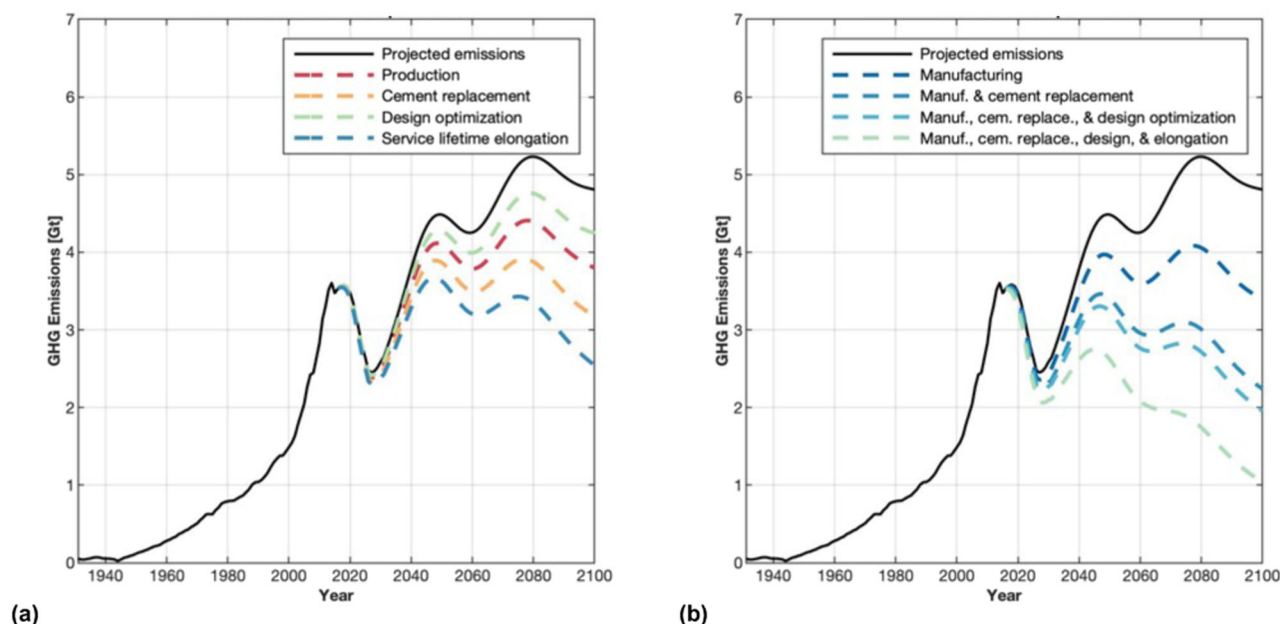 7
6
5
4
3
2
1
0
GHG Emissions [Gt]
Projected emissions
Production
Cement replacement
Design optimization
Service lifetime elongation
1940 1960 1980 2000 2020 2040 2060 2080 2100
Year
(a)
7
6
5
4
3
2
1
0
GHG Emissions [Gt]
Projected emissions
Manufacturing
Manuf. & cement replacement
Manuf., cem. replace., & design optimization
Manuf., cem. replace., design, & elongation
1940 1960 1980 2000 2020 2040 2060 2080 2100
Year
(b)